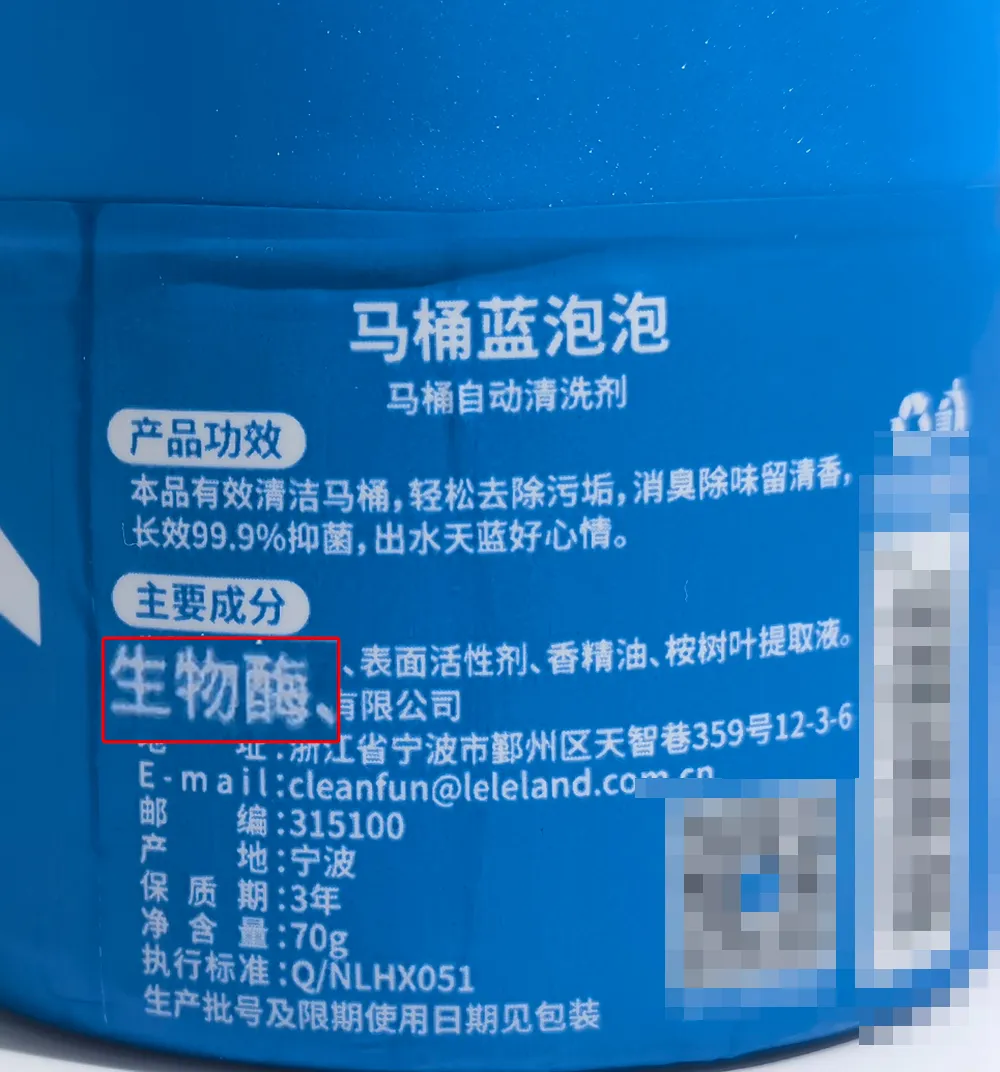 马桶蓝泡泡
马桶自动清洗剂
产品功效
本品有效清洁马桶,轻松去除污垢,消臭除味留清香,
长效99.9%抑菌,出水天蓝好心情。
主要成分
生物酶、
、表面活性剂、香精油、桉树叶提取液。
有限公司
地 址:浙江省宁波市鄞州区天智巷359号12-3-6
E-mail:cleanfun@leleland.com.cn
邮 编:315100
产 地:宁波
保 质 期:3年
净 含 量:70g
执行标准:Q/NLHX051
生产批号及限期使用日期见包装